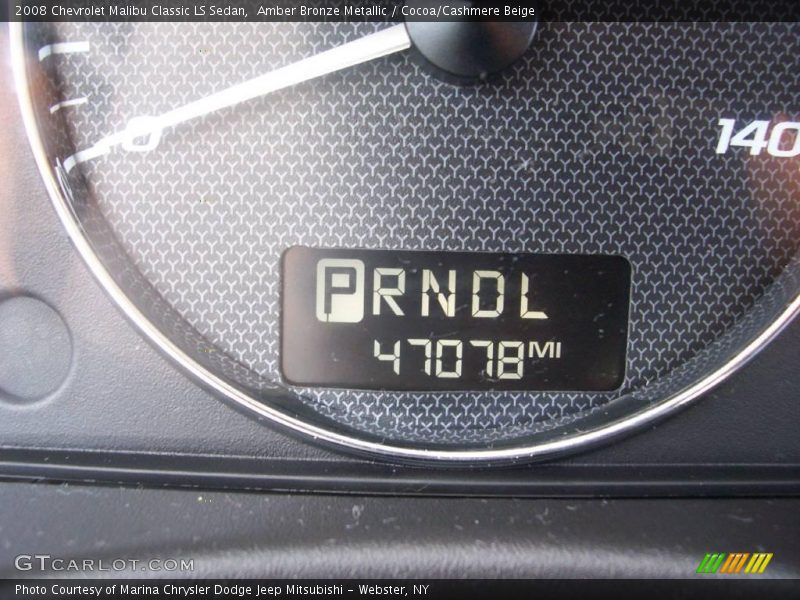 2008 Chevrolet Malibu Classic LS Sedan,  Amber Bronze Metallic / Cocoa/Cashmere Beige
0
140
PRNDL
47078 MI
GTCARLOT.COM
Photo Courtesy of Marina Chrysler Dodge Jeep Mitsubishi - Webster, NY